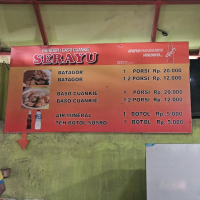 SERAYU
BATAGOR 1 PORSI Rp. 20.000
BATAGOR 1/2 PORSI Rp. 12.000
BASO CUANKIE 1 PORSI Rp. 20.000
BASO CUANKIE 1/2 PORSI Rp. 12.000
AIR MINERAL 1 BOTOL Rp. 5.000
TEH BOTOL SOSRO 1 BOTOL Rp. 5.000